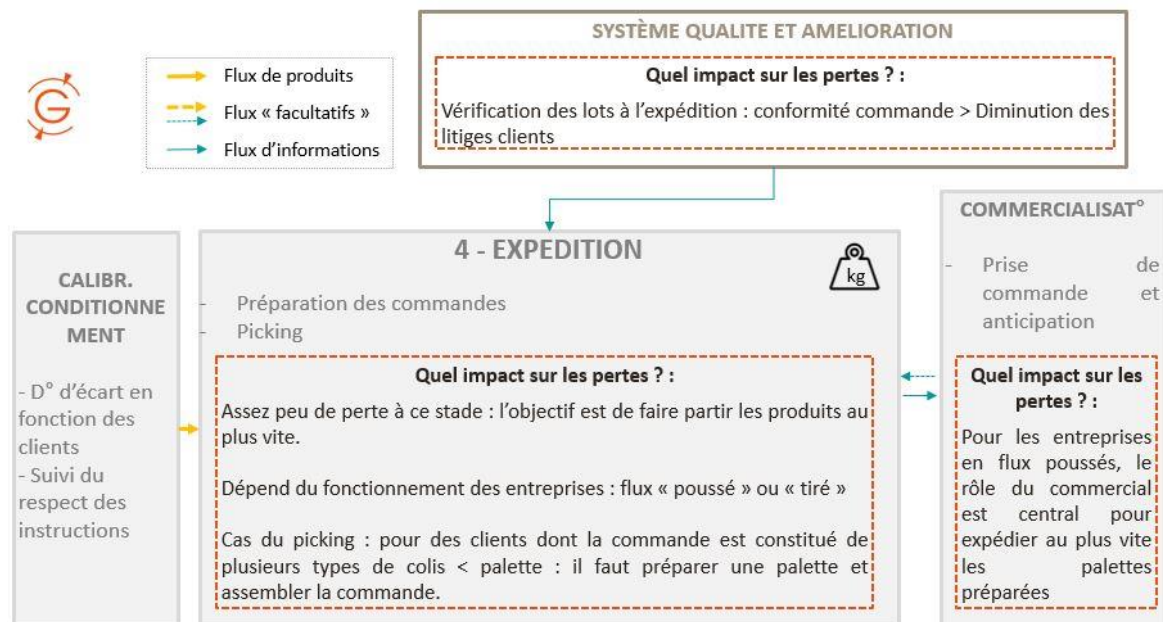 G
Flux de produits
Flux « facultatifs »
Flux d’informations
SYSTÈME QUALITE ET AMELIORATION
Quel impact sur les pertes ? :
Vérification des lots à l’expédition : conformité commande > Diminution des
litiges clients
CALIBR.
CONDITIONNE
MENT
- D° d’écart en
fonction des
clients
- Suivi du
respect des
instructions
4 - EXPEDITION
kg
- Préparation des commandes
- Picking
Quel impact sur les pertes ? :
Assez peu de perte à ce stade : l’objectif est de faire partir les produits au
plus vite.
Dépend du fonctionnement des entreprises : flux « poussé » ou « tiré »
Cas du picking : pour des clients dont la commande est constitué de
plusieurs types de colis < palette : il faut préparer une palette et
assembler la commande.
COMMERCIALISAT°
- Prise de
commande et
anticipation
Quel impact sur les
pertes ? :
Pour les entreprises
en flux poussés, le
rôle du commercial
est central pour
expédier au plus vite
les palettes
préparées